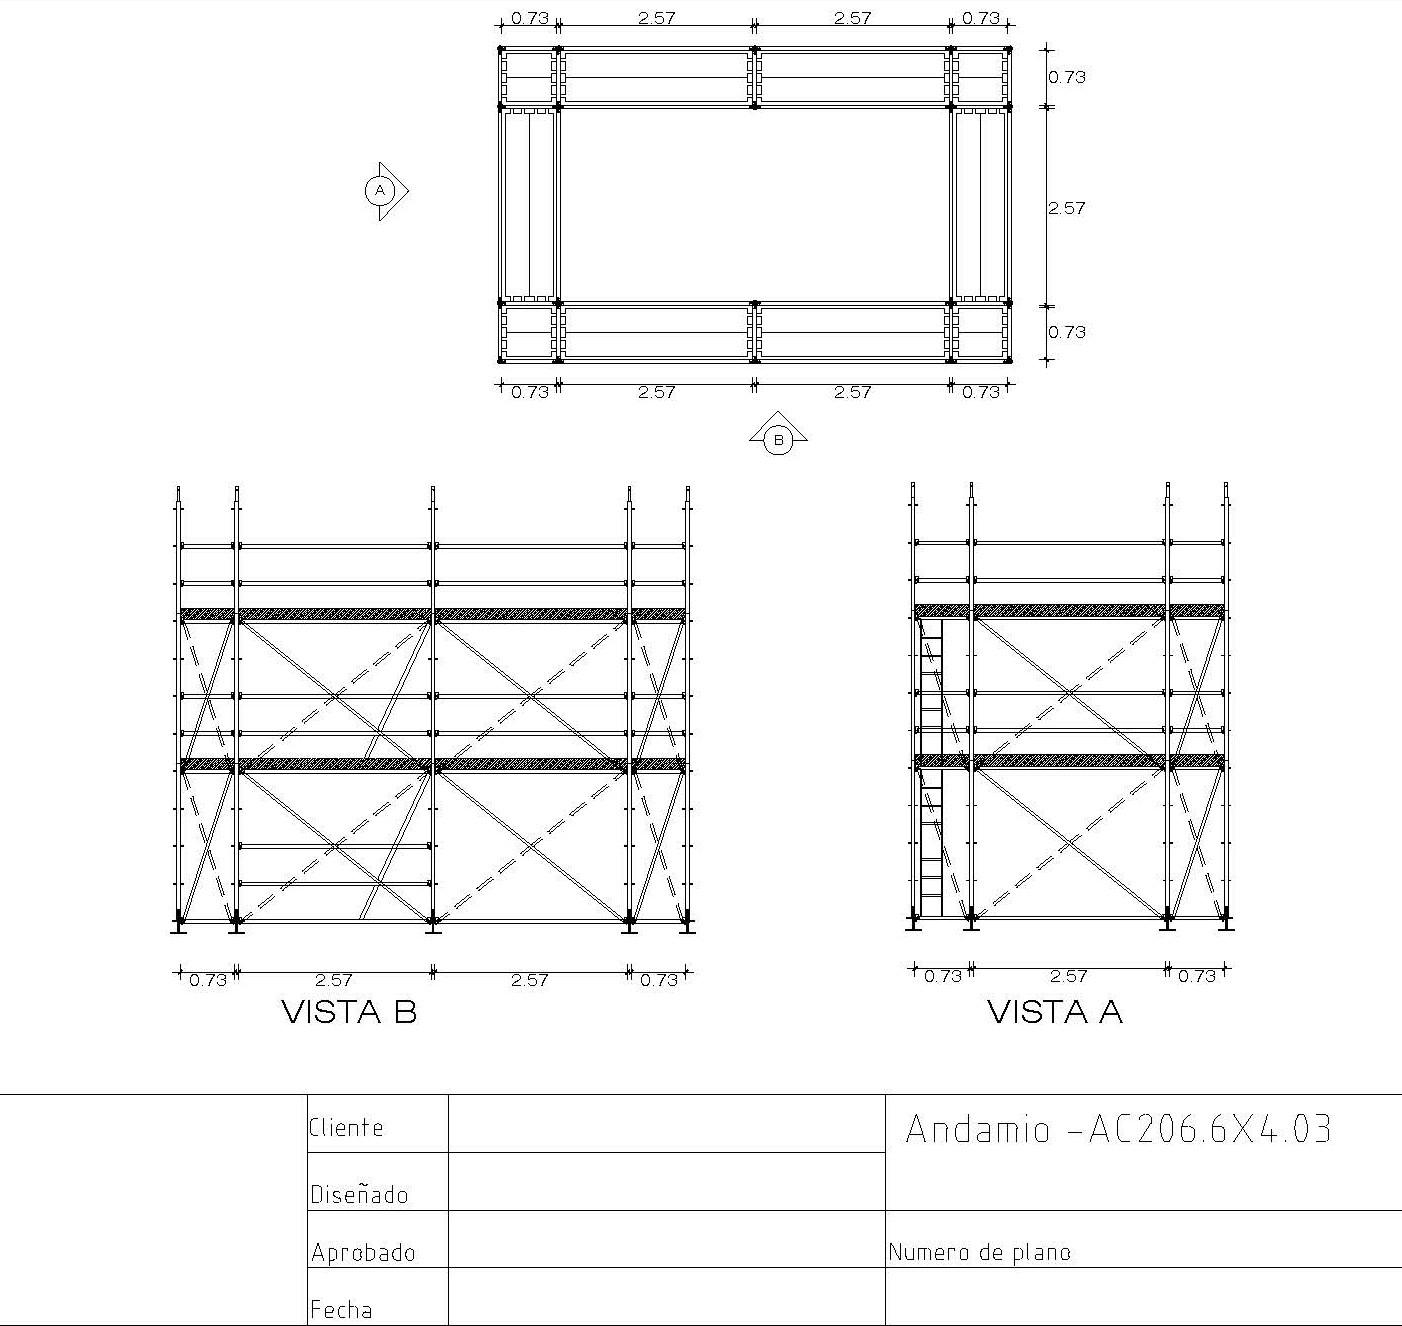 0.73 2.57 2.57 0.73
0.73
A
2.57
0.73
0.73 2.57 2.57 0.73
B
0.73 2.57 2.57 0.73
0.73 2.57 0.73
VISTA B
VISTA A
Cliente
Andamio -AC206.6X4.03
Diseñado
Aprobado
Numero de plano
Fecha